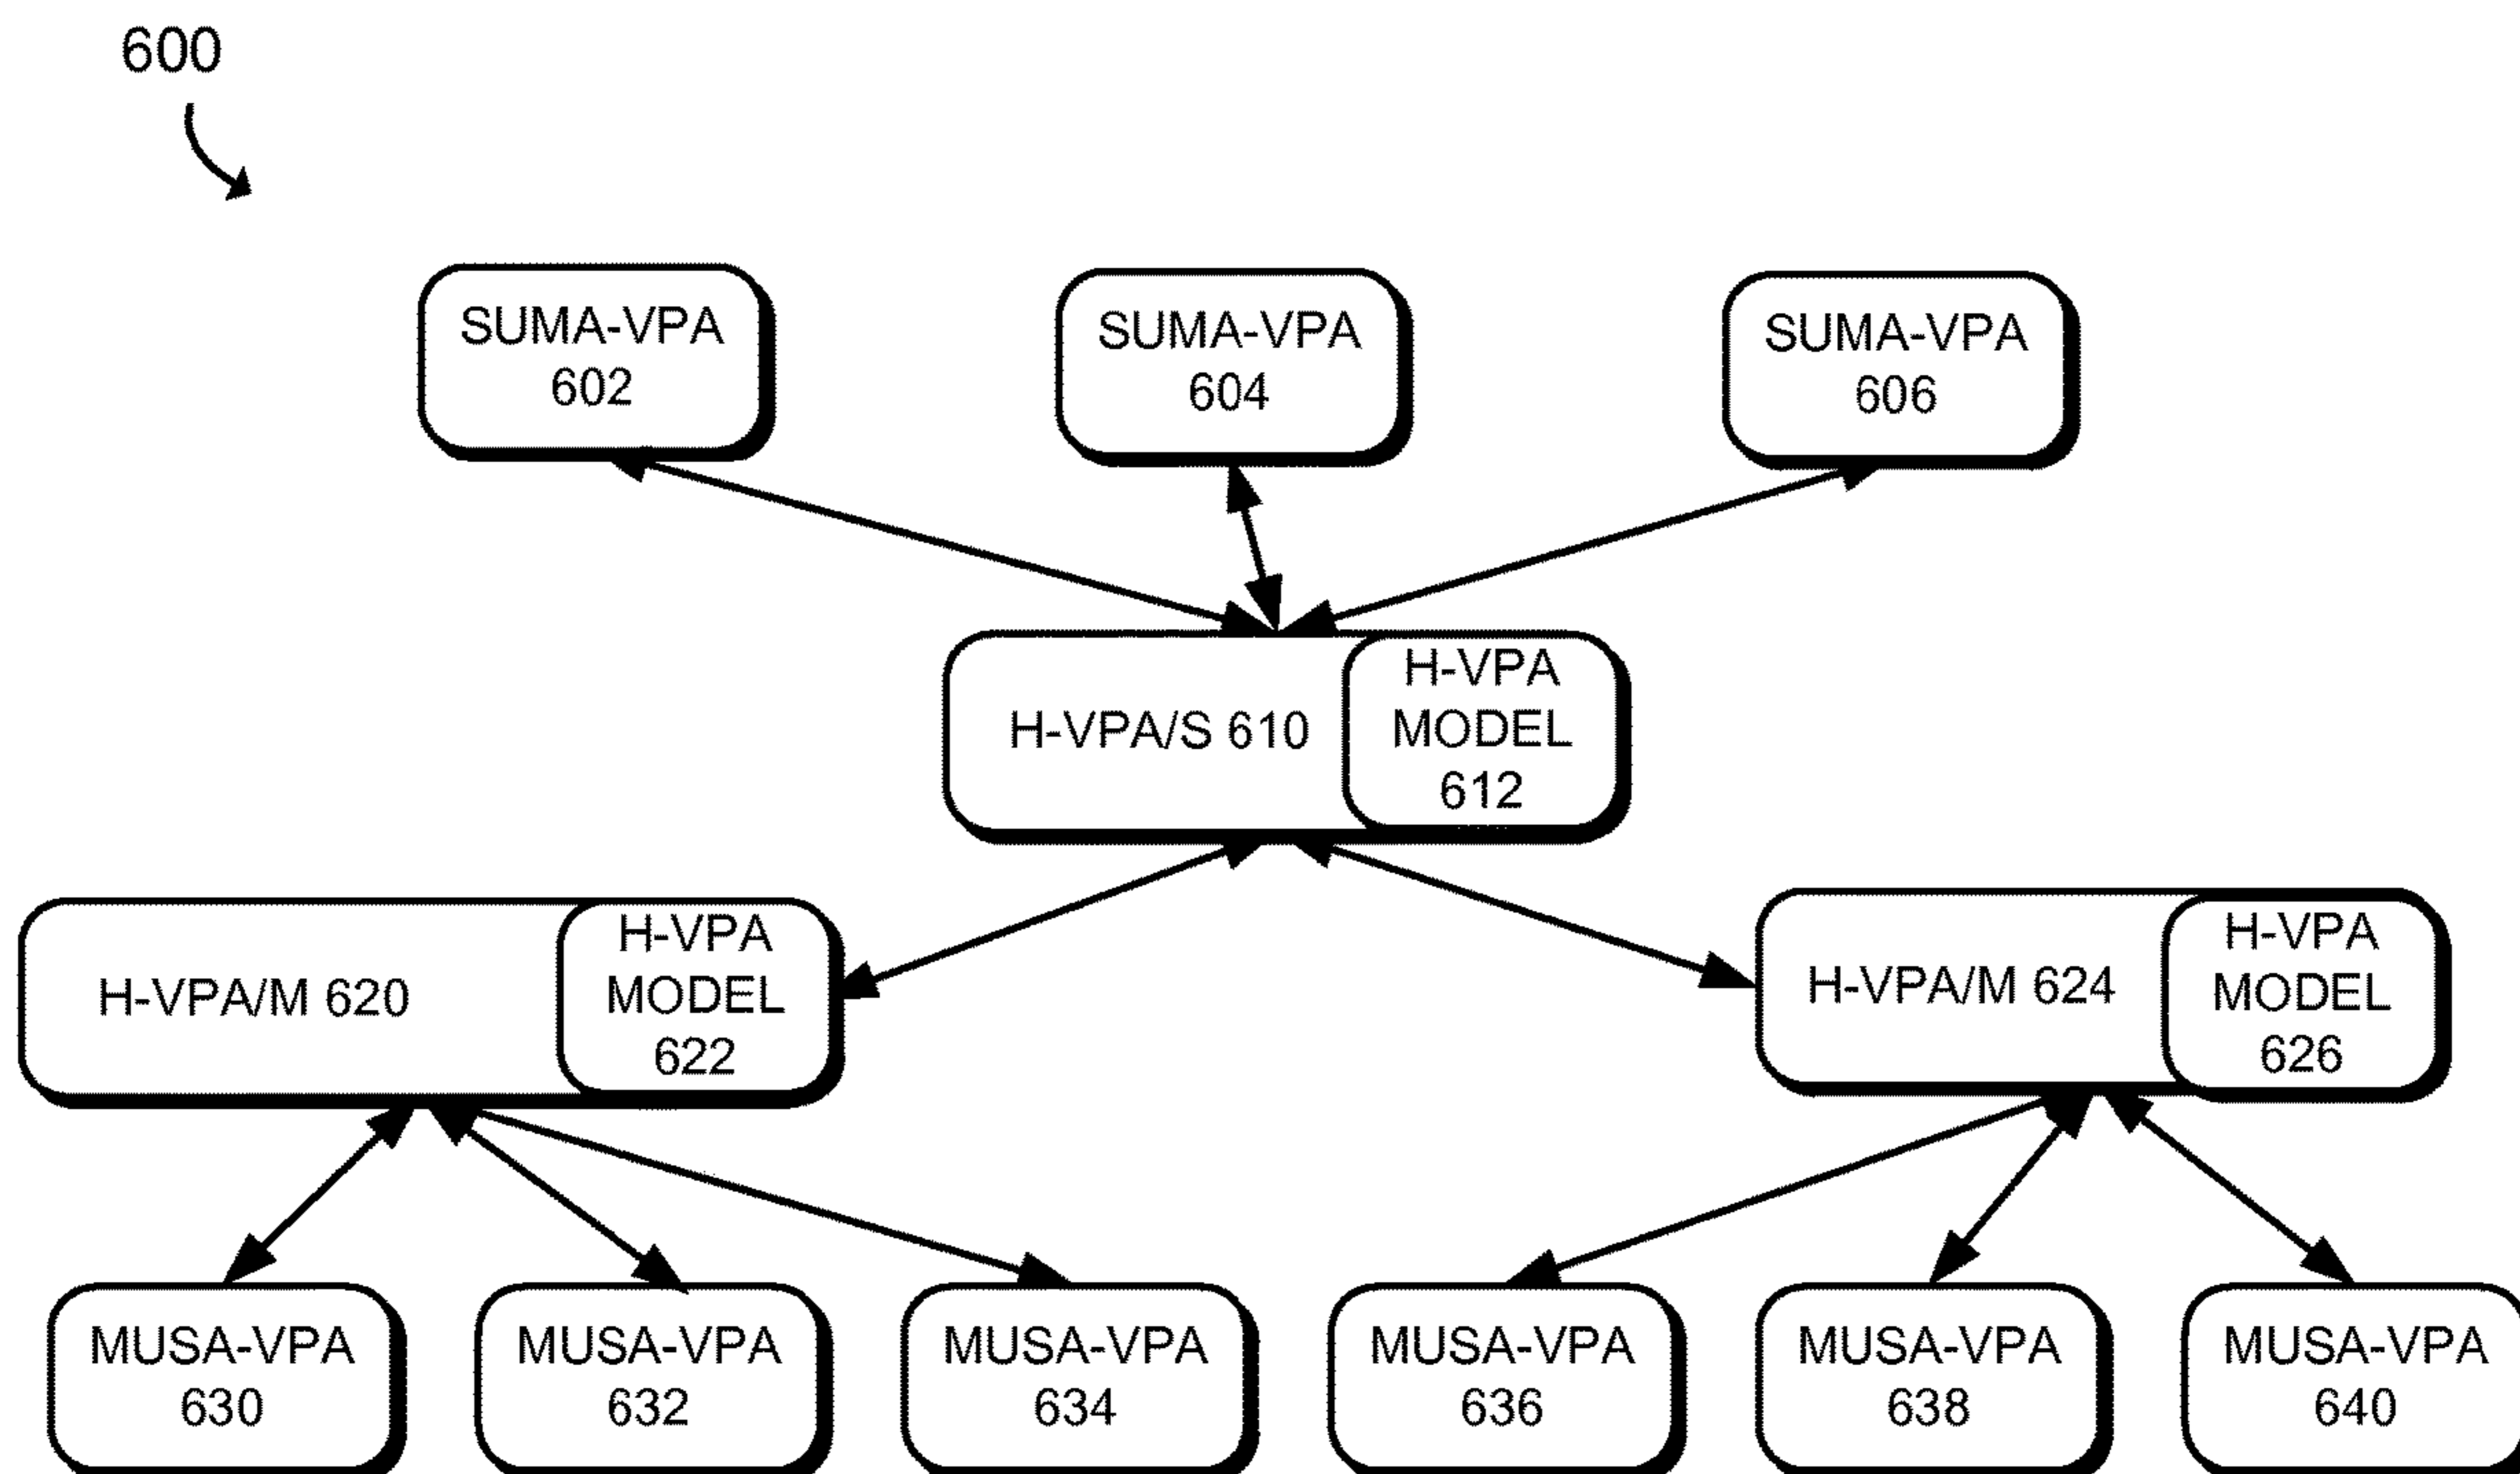 600
SUMA-VPA
602
SUMA-VPA
604
SUMA-VPA
606
H-VPA/S 610
H-VPA
MODEL
612
H-VPA/M 620
H-VPA
MODEL
622
H-VPA/M 624
H-VPA
MODEL
626
MUSA-VPA
630
MUSA-VPA
632
MUSA-VPA
634
MUSA-VPA
636
MUSA-VPA
638
MUSA-VPA
640